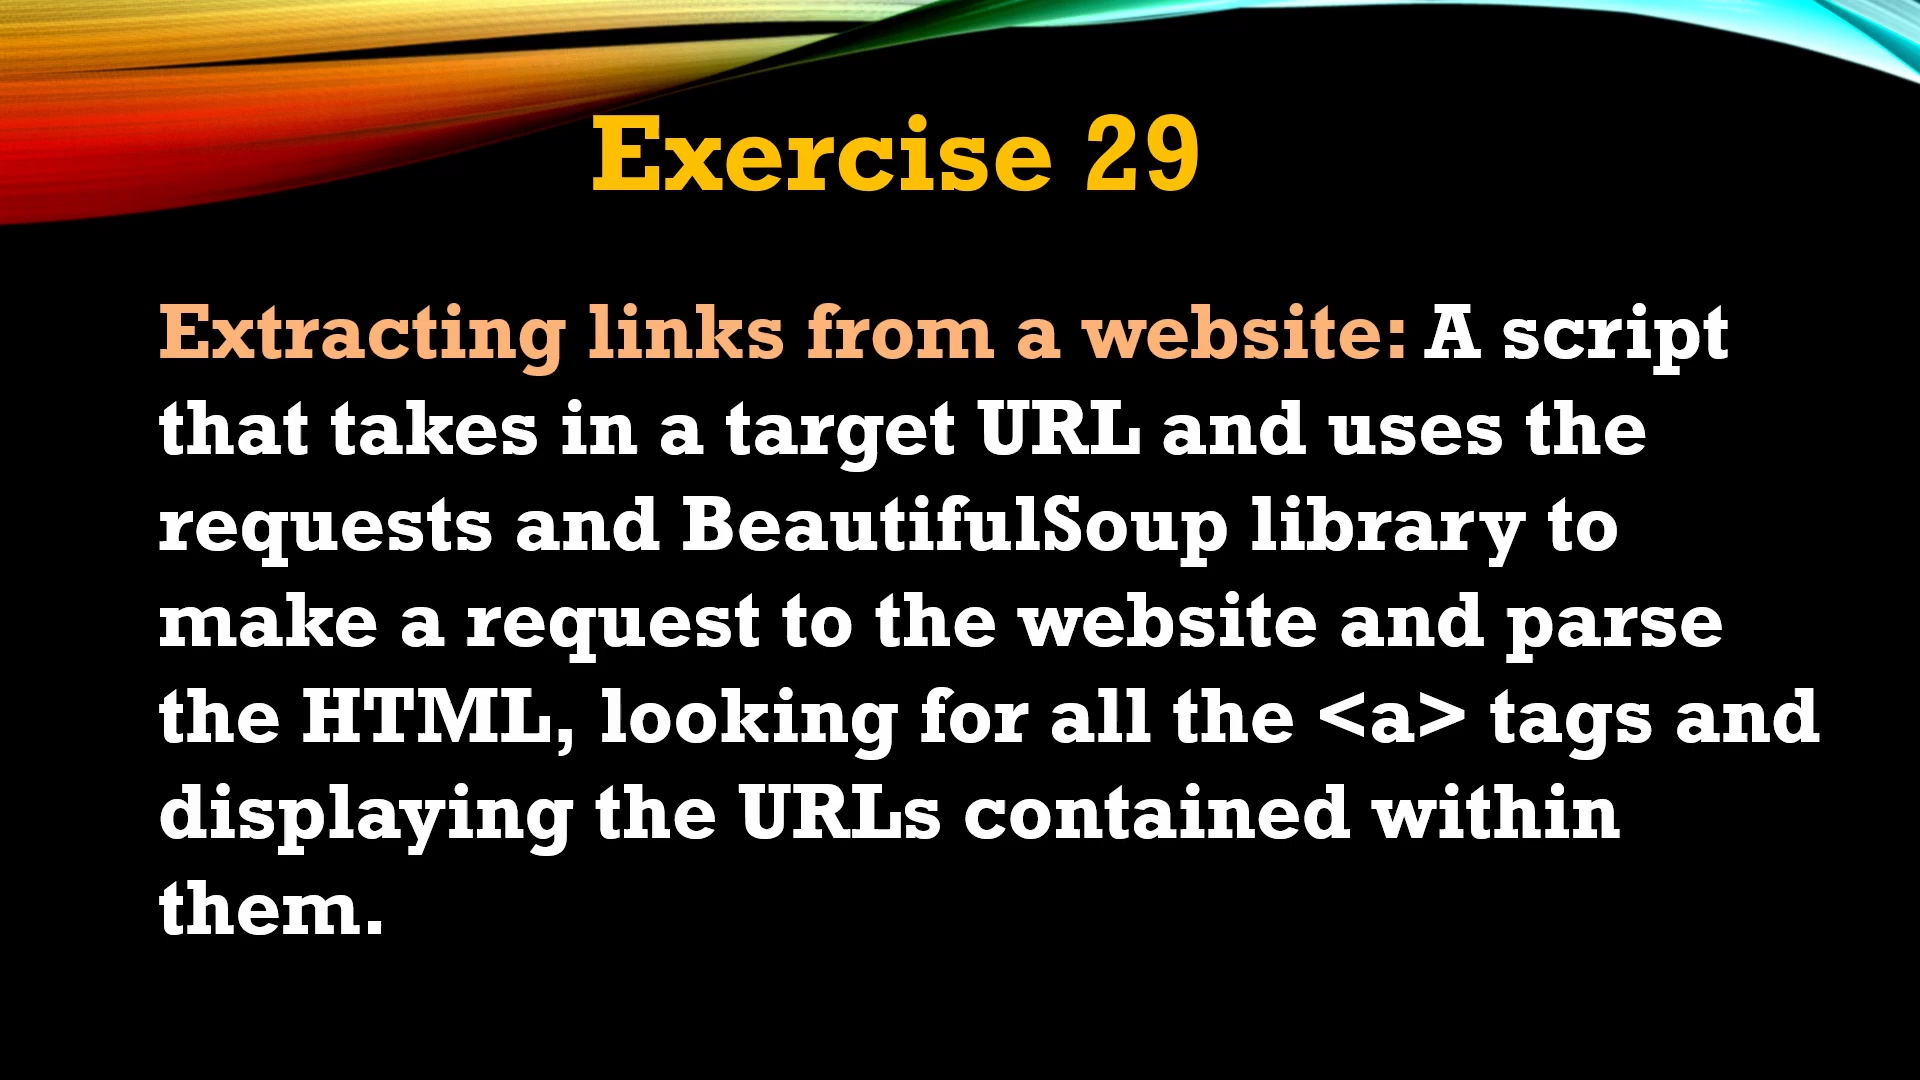 Exercise 29
Extracting links from a website: A script
that takes in a target URL and uses the
requests and BeautifulSoup library to
make a request to the website and parse
the HTML, looking for all the <a> tags and
displaying the URLs contained within
them.